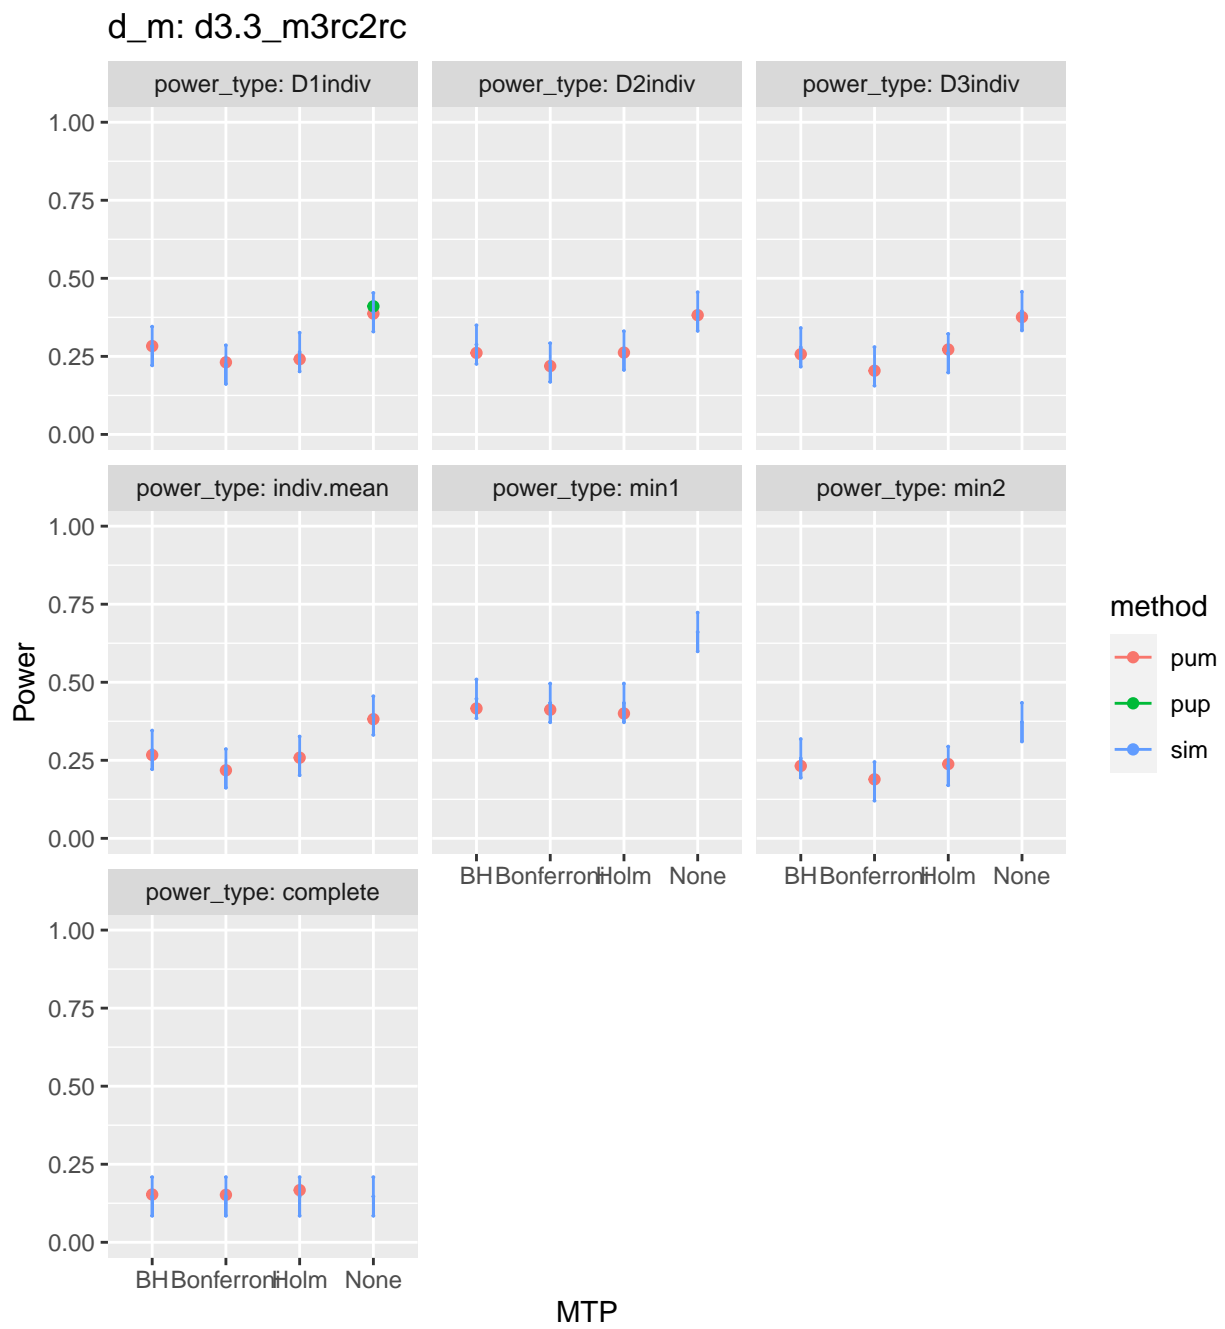 d_m: d3.3_m3rc2rc
power_type: D1indiv
power_type: D2indiv
power_type: D3indiv
1.00
0.75
0.50
0.25
0.00
power_type: indiv.mean
power_type: min1
power_type: min2
1.00
0.75
0.50
0.25
0.00
BH Bonferroni Holm None
BH Bonferroni Holm None
power_type: complete
1.00
0.75
0.50
0.25
0.00
BH Bonferroni Holm None
MTP
Power
method
pum
pup
sim